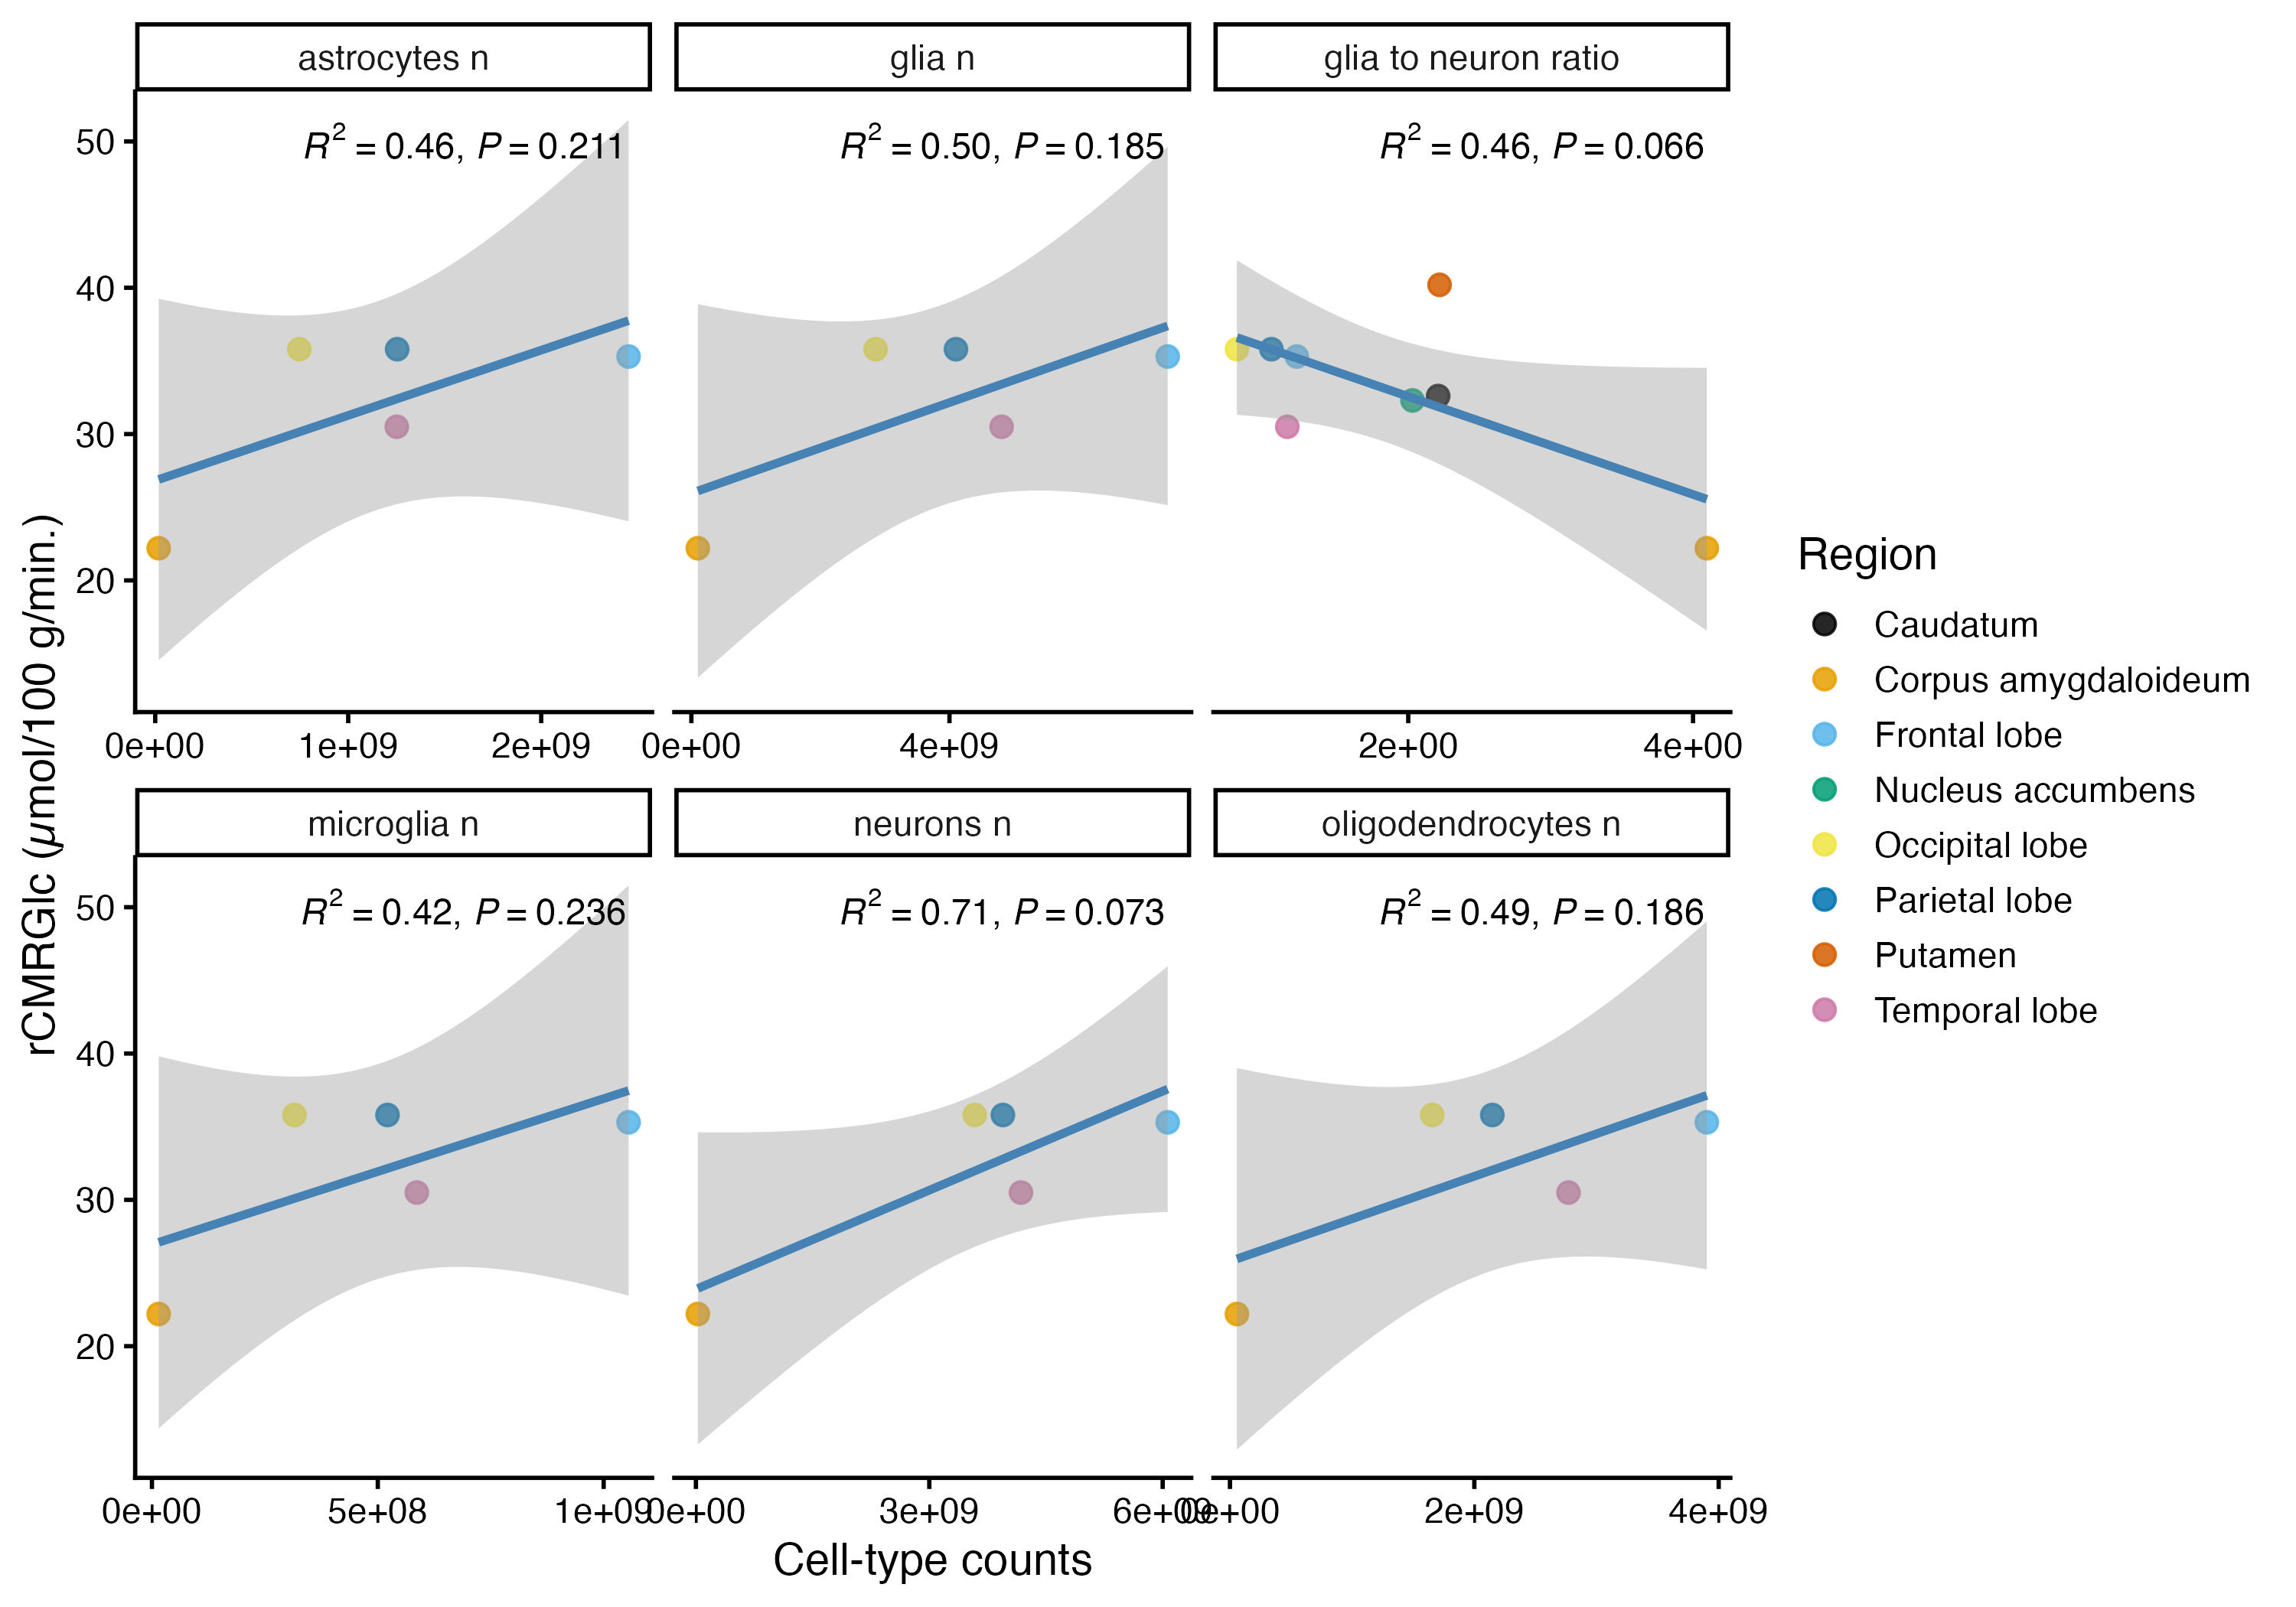 astrocytes n
glia n
glia to neuron ratio
R² = 0.46, P = 0.211
R² = 0.50, P = 0.185
R² = 0.46, P = 0.066
50
40
30
20
0e+00 1e+09 2e+09
0e+00 4e+09
2e+00 4e+00
microglia n
neurons n
oligodendrocytes n
R² = 0.42, P = 0.236
R² = 0.71, P = 0.073
R² = 0.49, P = 0.186
50
40
30
20
0e+00 5e+08 1e+09
0e+00 3e+09 6e+09
0e+00 2e+09 4e+09
Cell-type counts
rCMRGlc (µmol/100 g/min.)
Region
Caudatum
Corpus amygdaloideum
Frontal lobe
Nucleus accumbens
Occipital lobe
Parietal lobe
Putamen
Temporal lobe